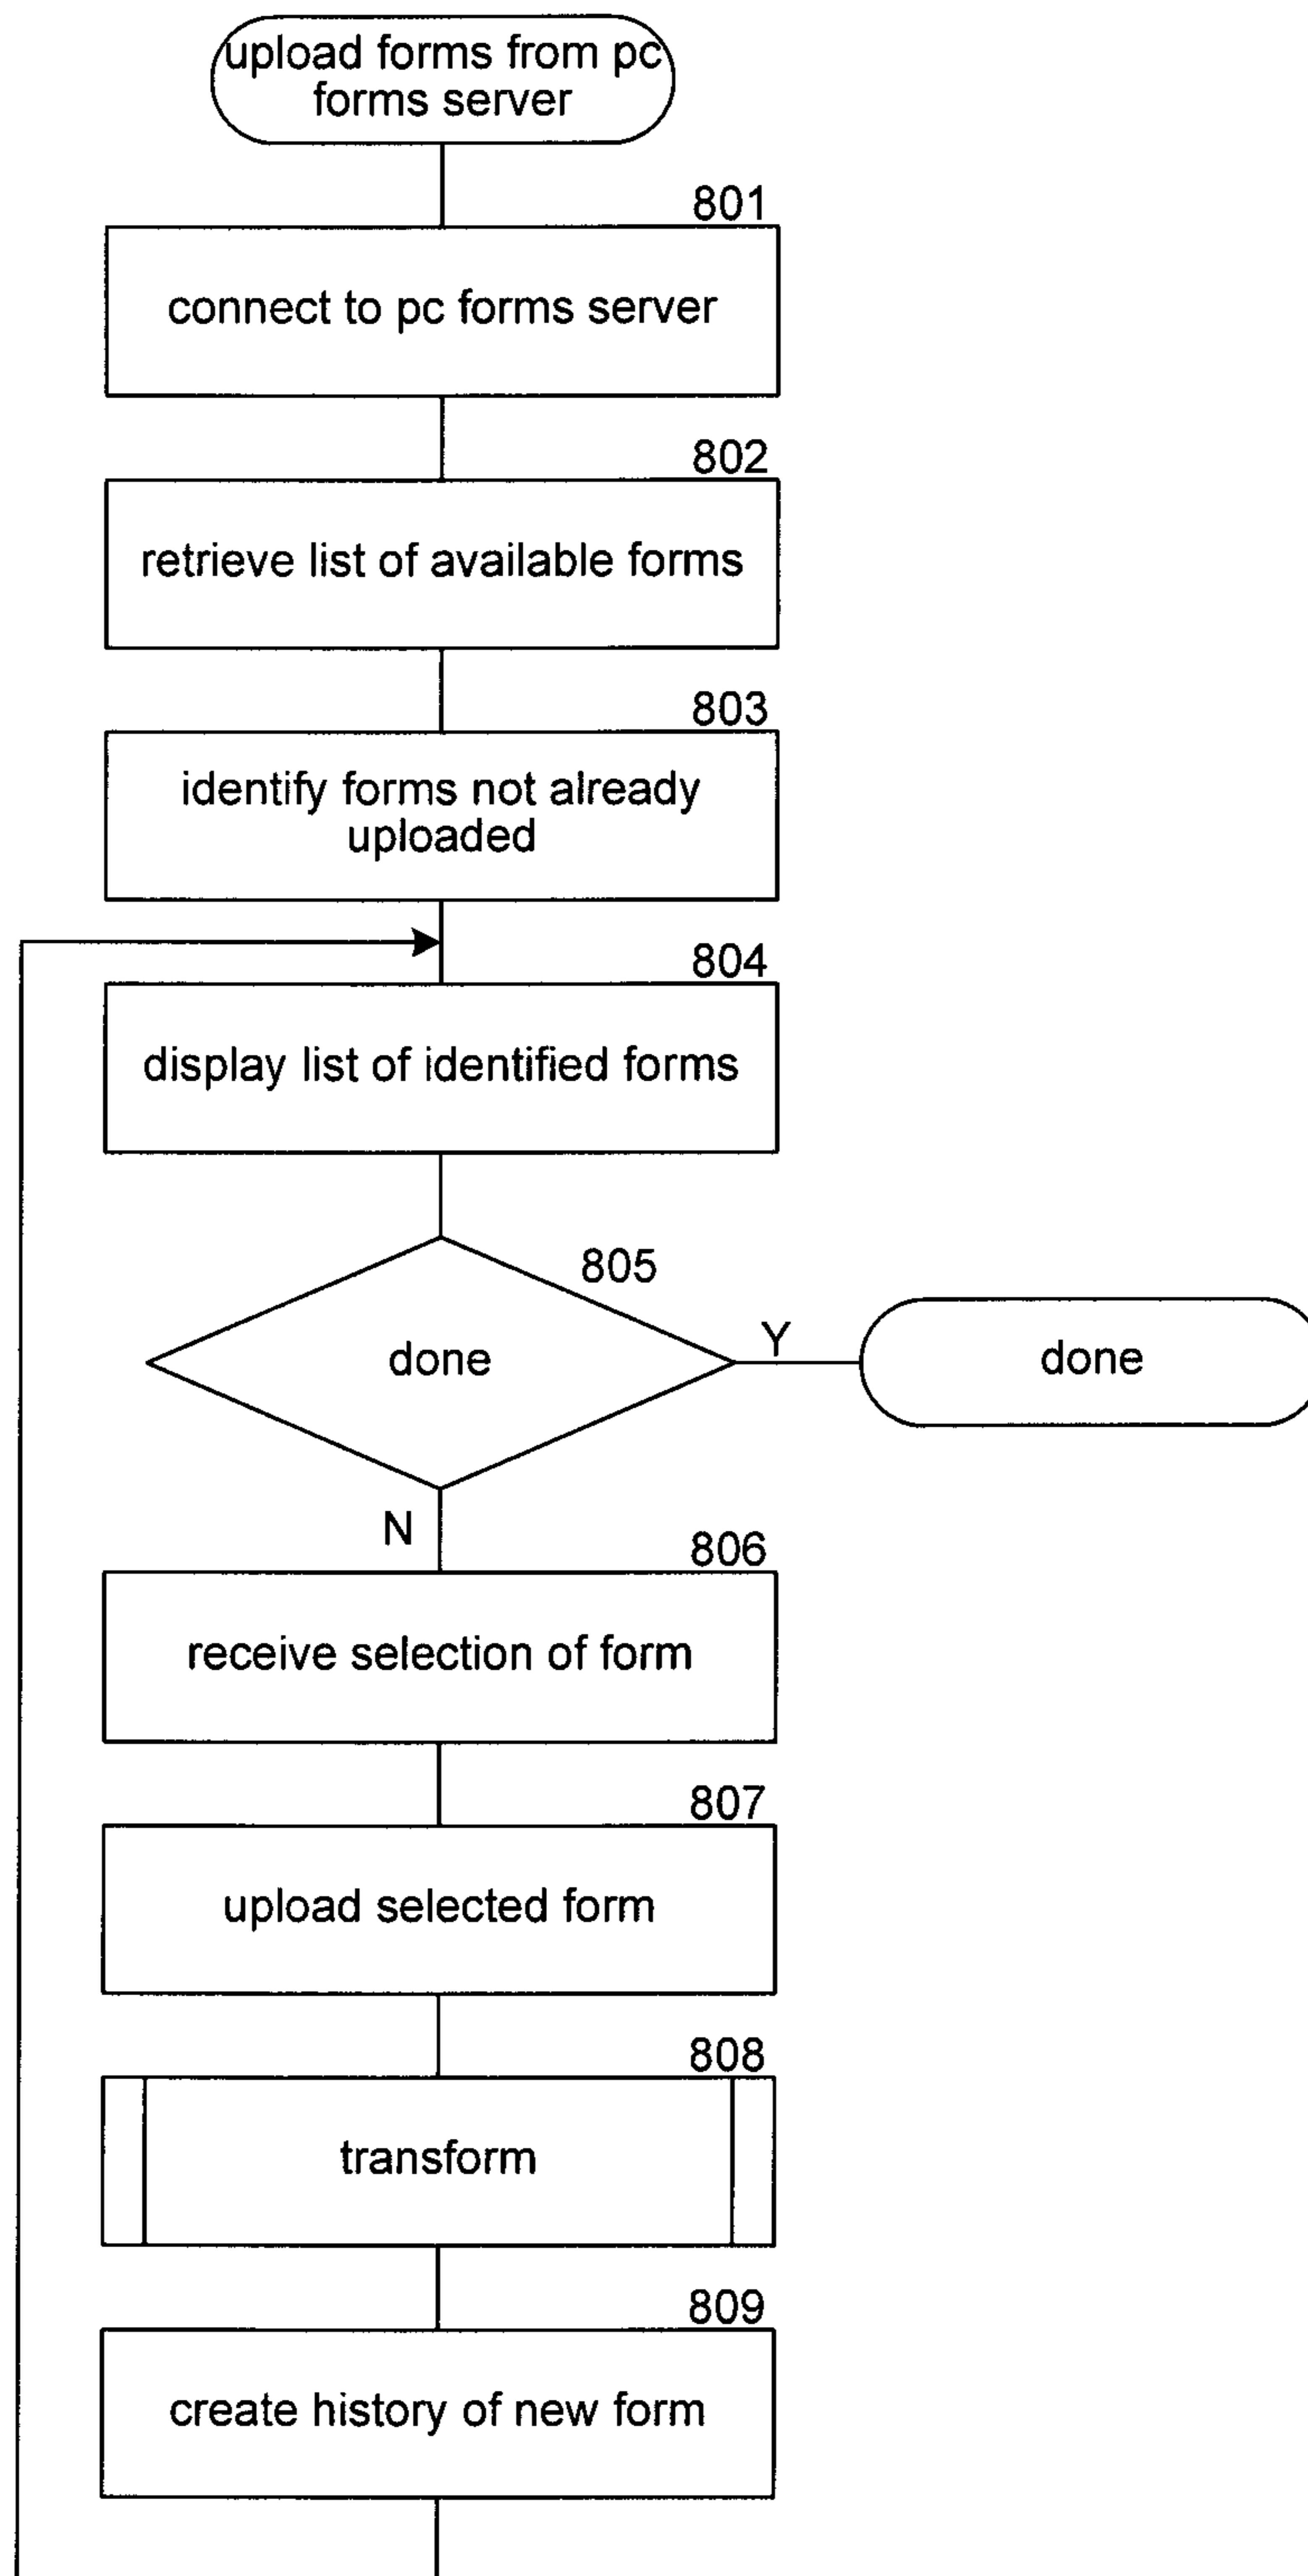 upload forms from pc
forms server
801
connect to pc forms server
802
retrieve list of available forms
803
identify forms not already
uploaded
804
display list of identified forms
805
done
Y
done
N
806
receive selection of form
807
upload selected form
808
transform
809
create history of new form